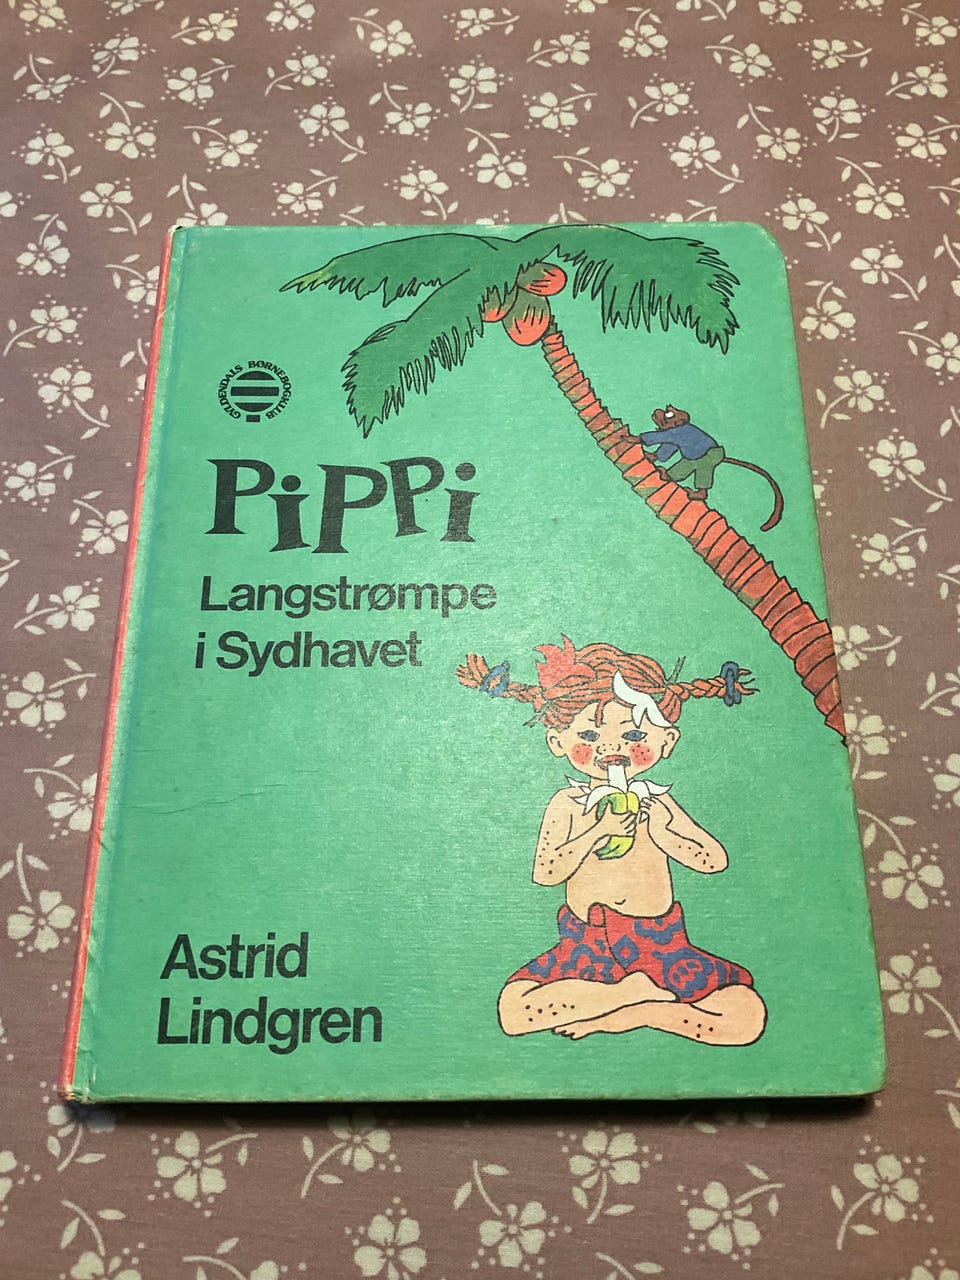 GYLDENDALS BØRNEBOGKLUB
PiPPi
Langstrømpe
i Sydhavet
Astrid
Lindgren